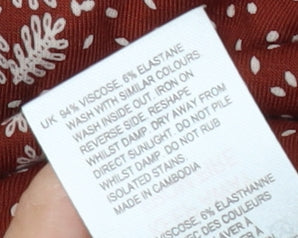 UK 94% VISCOSE, 6% ELASTANE
WASH WITH SIMILAR COLOURS
WASH INSIDE OUT. IRON ON
REVERSE SIDE. RESHAPE
WHILST DAMP. DRY AWAY FROM
DIRECT SUNLIGHT. DO NOT PILE
WHILST DAMP. DO NOT RUB
ISOLATED STAINS.
MADE IN CAMBODIA
VISCOSE, 6% ÉLASTHANNE
DES COULEURS